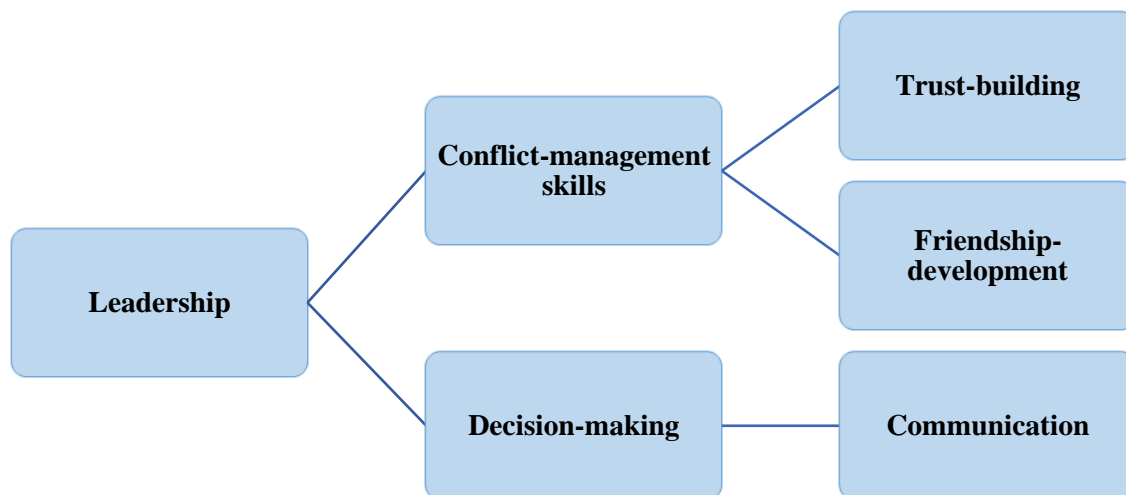 Trust-building
Conflict-management
skills
Friendship-
development
Leadership
Decision-making
Communication